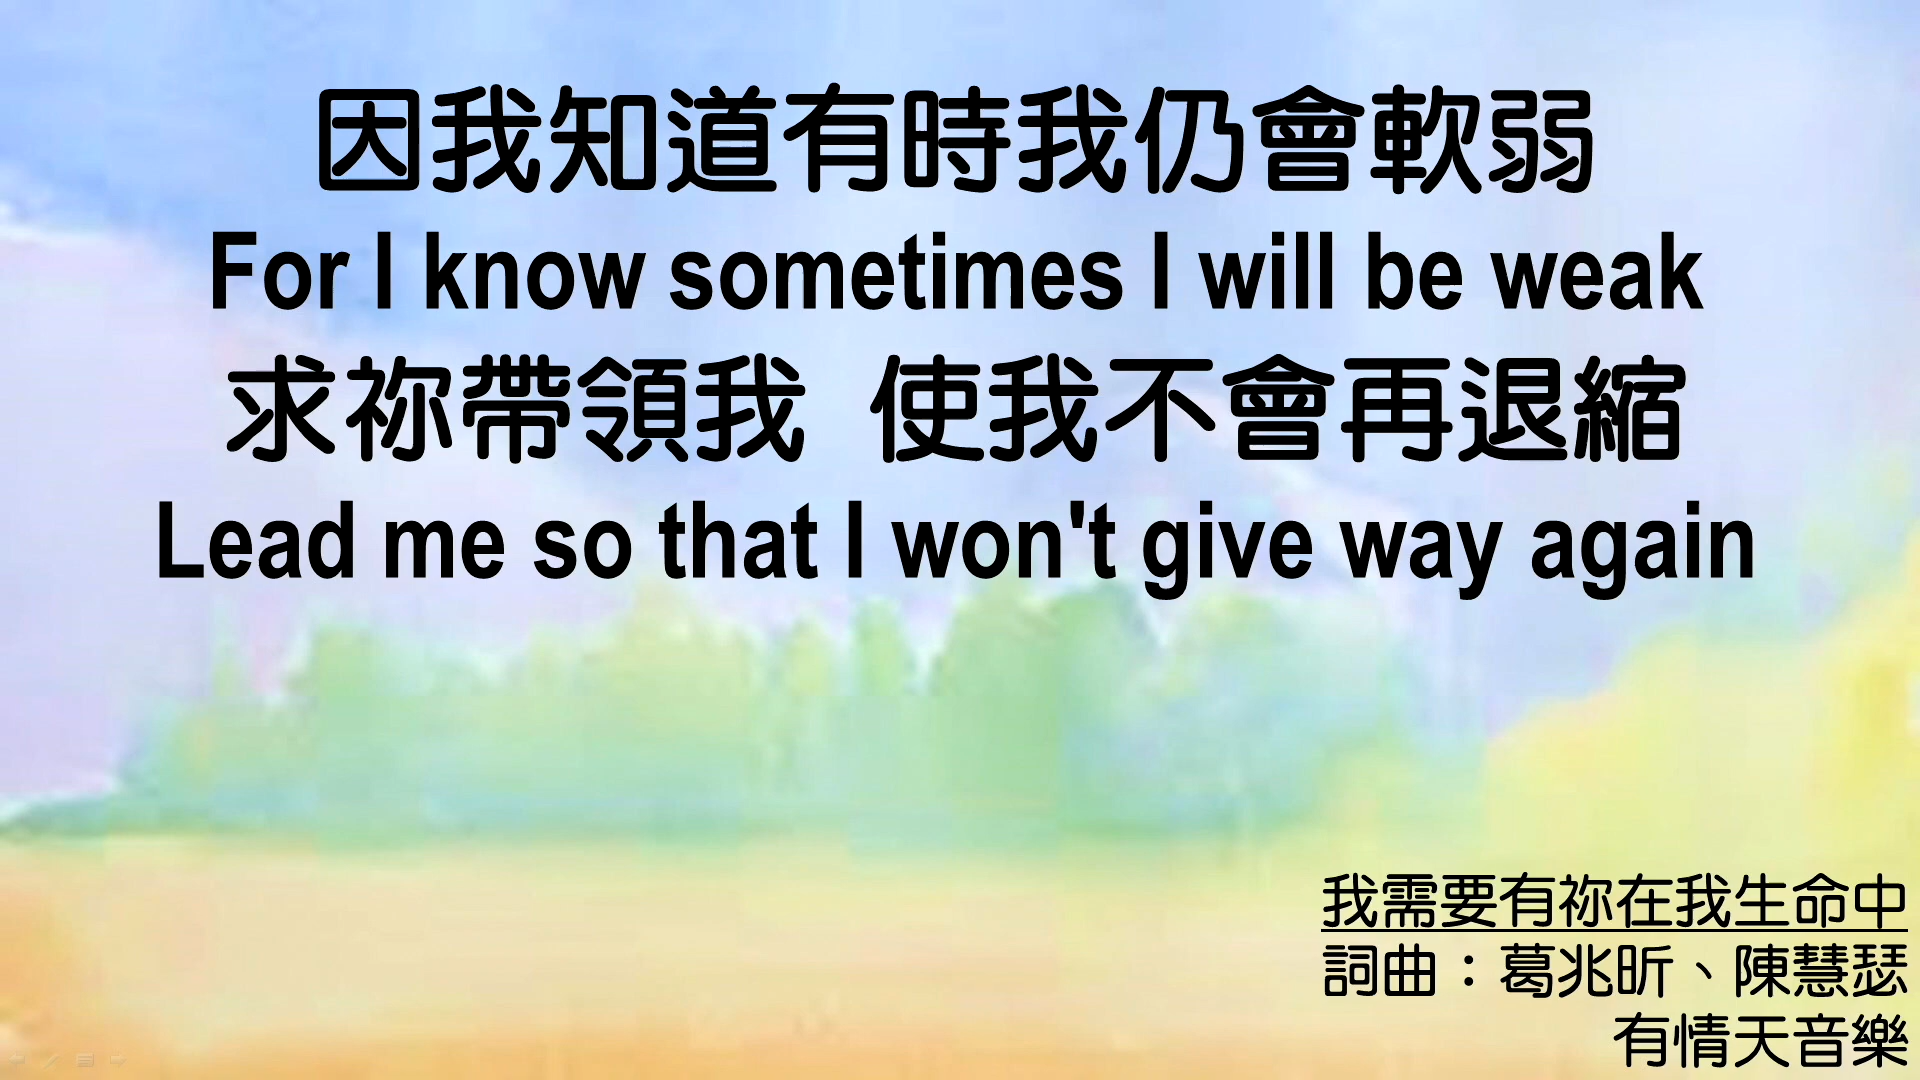 因我知道有時我仍會軟弱
For I know sometimes I will be weak
求祢帶領我 使我不會再退縮
Lead me so that I won't give way again
我需要有祢在我生命中
詞曲：葛兆昕、陳慧瑟
有情天音樂